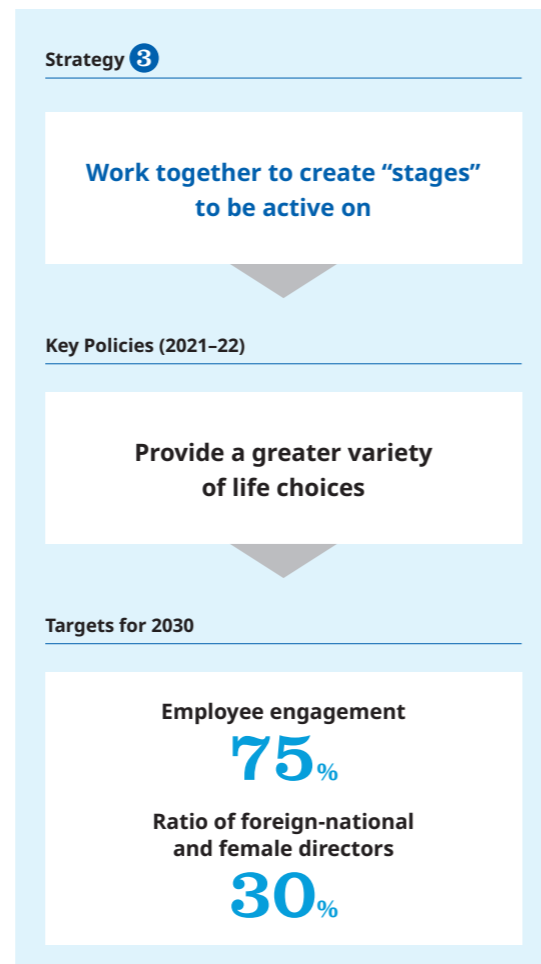 Strategy 3
Work together to create “stages”
to be active on
Key Policies (2021–22)
Provide a greater variety
of life choices
Targets for 2030
Employee engagement
75%
Ratio of foreign-national
and female directors
30%